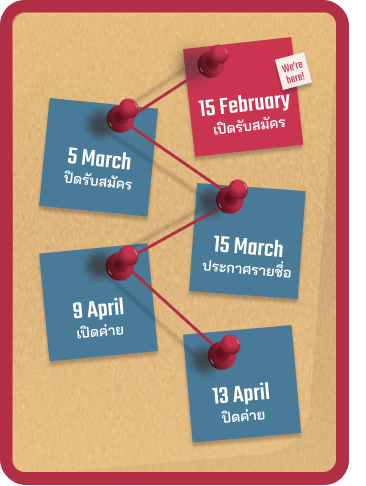 We're
here!
15 February
เปิดรับสมัคร
5 March
ปิดรับสมัคร
15 March
ประกาศรายชื่อ
9 April
เปิดค่าย
13 April
ปิดค่าย